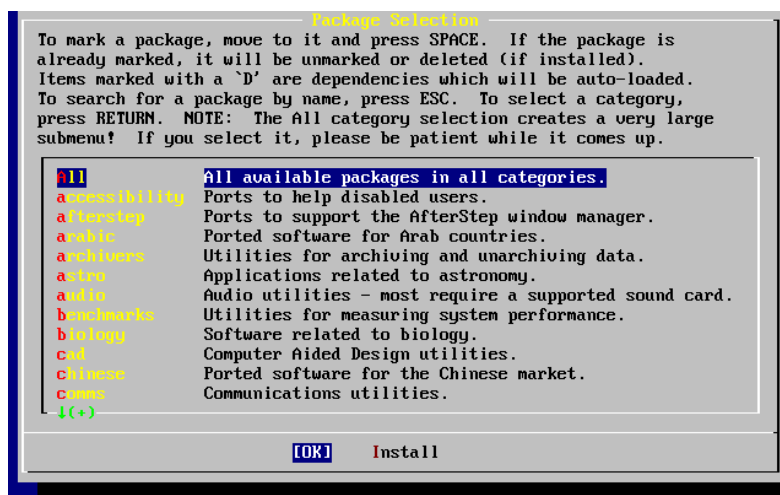 Package Selection
To mark a package, move to it and press SPACE.  If the package is
already marked, it will be unmarked or deleted (if installed).
Items marked with a `D' are dependencies which will be auto-loaded.
To search for a package by name, press ESC.  To select a category,
press RETURN.  NOTE:  The All category selection creates a very large
submenu!  If you select it, please be patient while it comes up.
All All available packages in all categories.
accessibility Ports to help disabled users.
afterstep Ports to support the AfterStep window manager.
arabic Ported software for Arab countries.
archivers Utilities for archiving and unarchiving data.
astro Applications related to astronomy.
audio Audio utilities - most require a supported sound card.
benchmarks Utilities for measuring system performance.
biology Software related to biology.
cad Computer Aided Design utilities.
chinese Ported software for the Chinese market.
comms Communications utilities.
↓(+)
[OK] Install